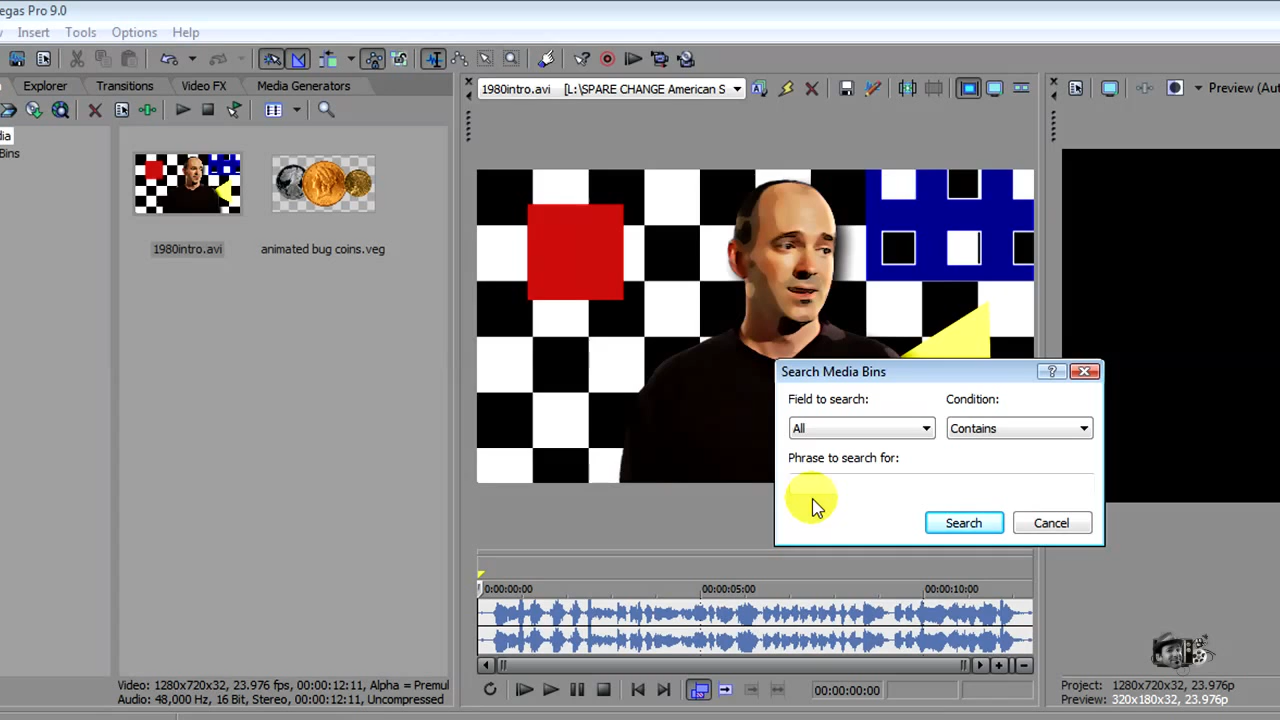 egas Pro 9.0
Insert Tools Options Help
Explorer Transitions Video FX Media Generators
1980intro.avi [L:\SPARE CHANGE American S
Preview (Aut
dia
Bins
1980intro.avi
animated bug coins.veg
Search Media Bins
Field to search: Condition:
All Contains
Phrase to search for:
Search Cancel
0:00:00:00 00:00:05:00 00:00:10:00
00:00:00:00
Video: 1280x720x32, 23.976 fps, 00:00:12:11, Alpha = Premul
Audio: 48,000 Hz, 16 Bit, Stereo, 00:00:12:11, Uncompressed
Project: 1280x720x32, 23.976p
Preview: 320x180x32, 23.976p